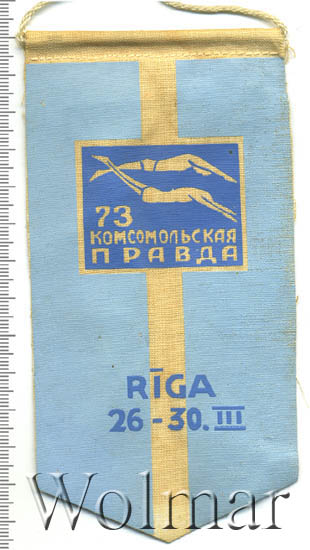 73
КОМСОМОЛЬСКАЯ
ПРАВДА
RĪGA
26-30.III
Wolmar